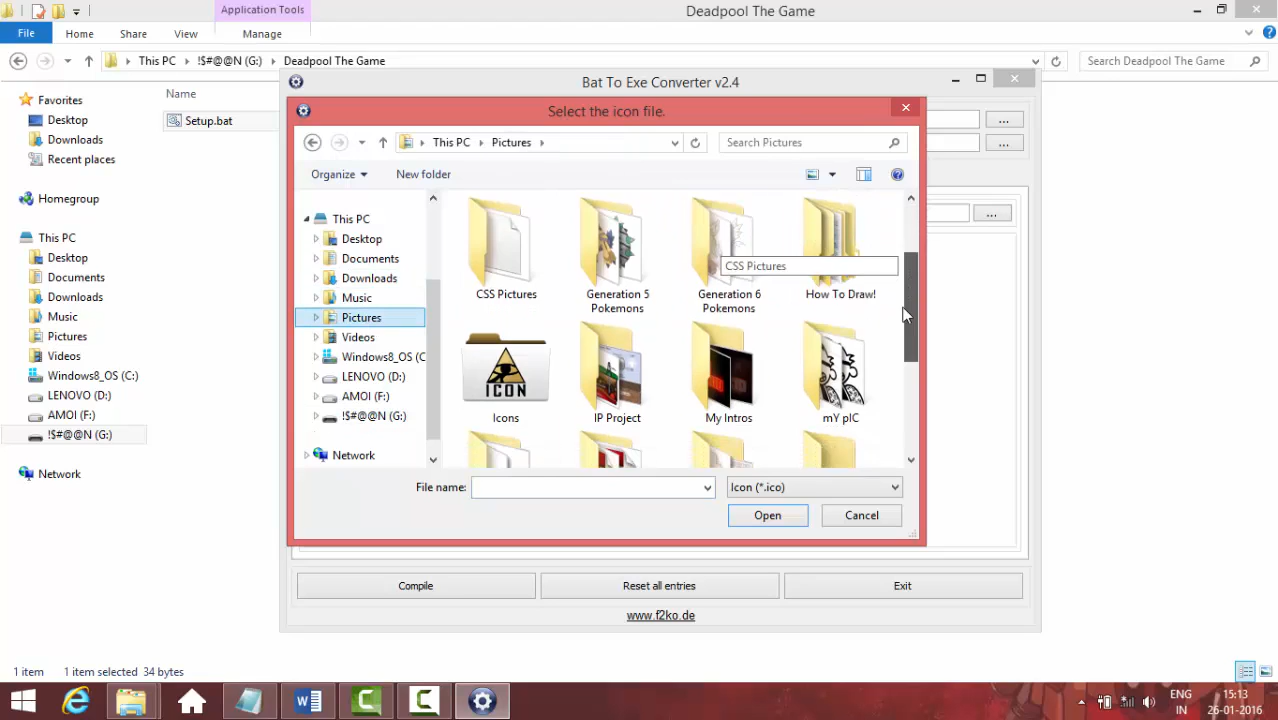 Application Tools
Deadpool The Game
File
Home
Share
View
Manage
This PC
!$#@@N (G:)
Deadpool The Game
Search Deadpool The Game
Favorites
Desktop
Downloads
Recent places
Homegroup
This PC
Desktop
Documents
Downloads
Music
Pictures
Videos
Windows8_OS (C:)
LENOVO (D:)
AMOI (F:)
!$#@@N (G:)
Network
Name
Setup.bat
Bat To Exe Converter v2.4
...
...
...
Select the icon file.
This PC
Pictures
Search Pictures
Organize
New folder
This PC
Desktop
Documents
Downloads
Music
Pictures
Videos
Windows8_OS (C
LENOVO (D:)
AMOI (F:)
!$#@@N (G:)
Network
CSS Pictures
Generation 5 Pokemons
Generation 6 Pokemons
How To Draw!
CSS Pictures
ICON
Icons
IP Project
My Intros
mY pIC
File name:
Icon (*.ico)
Open
Cancel
Compile
Reset all entries
Exit
www.f2ko.de
1 item
1 item selected 34 bytes
ENG
IN
15:13
26-01-2016